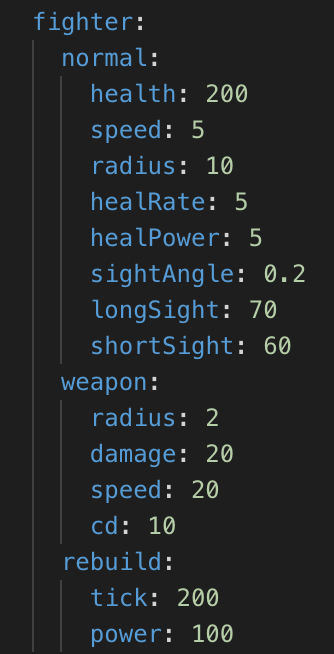 fighter:
normal:
health: 200
speed: 5
radius: 10
healRate: 5
healPower: 5
sightAngle: 0.2
longSight: 70
shortSight: 60
weapon:
radius: 2
damage: 20
speed: 20
cd: 10
rebuild:
tick: 200
power: 100